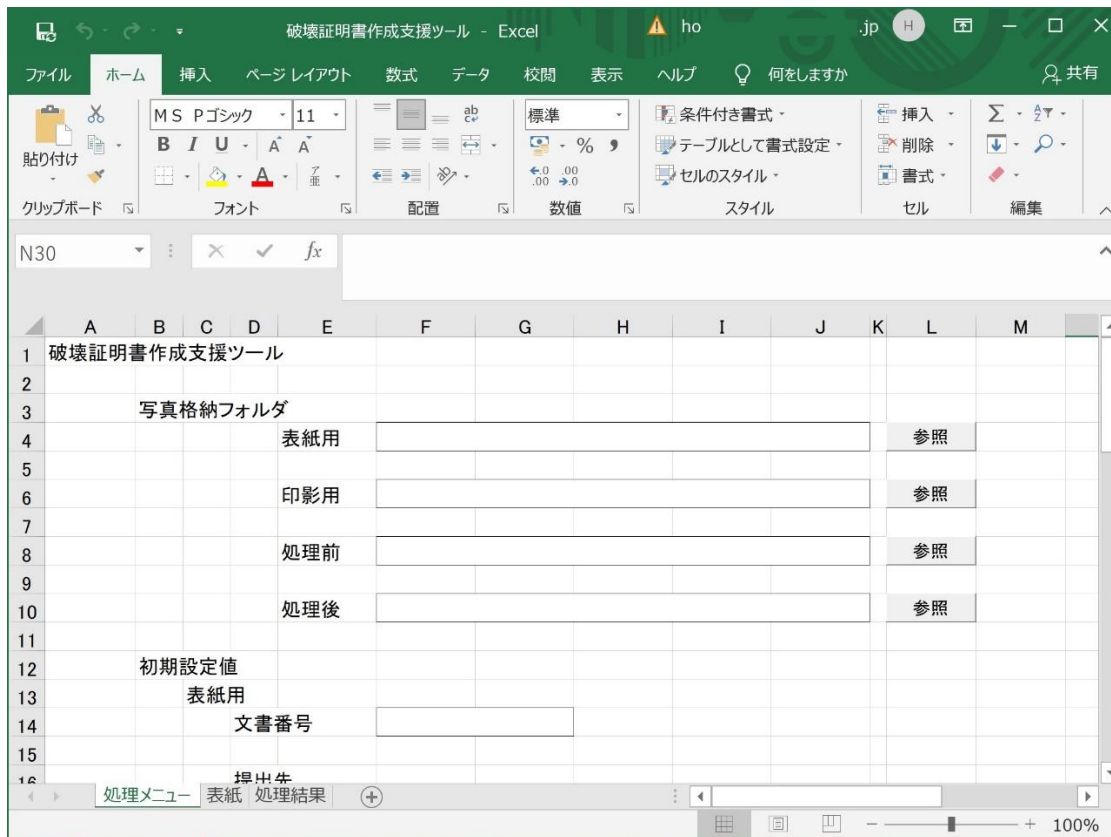 破壊証明書作成支援ツール - Excel
ho
.jp
H
ファイル ホーム 挿入 ページ レイアウト 数式 データ 校閲 表示 ヘルプ 何をしますか 共有
貼り付け
MS Pゴシック 11
B I U A A
A
ア亜
ab
標準
% 9
.0 .00
.00 .0
条件付き書式
テーブルとして書式設定
セルのスタイル
挿入
削除
書式
Σ
A Z
クリップボード フォント 配置 数値 スタイル セル 編集
N30 fx
A B C D E F G H I J K L M
1 破壊証明書作成支援ツール
2
3 写真格納フォルダ
4 表紙用 参照
5
6 印影用 参照
7
8 処理前 参照
9
10 処理後 参照
11
12 初期設定値
13 表紙用
14 文書番号
15
16 提出先
処理メニュー 表紙 処理結果
100%